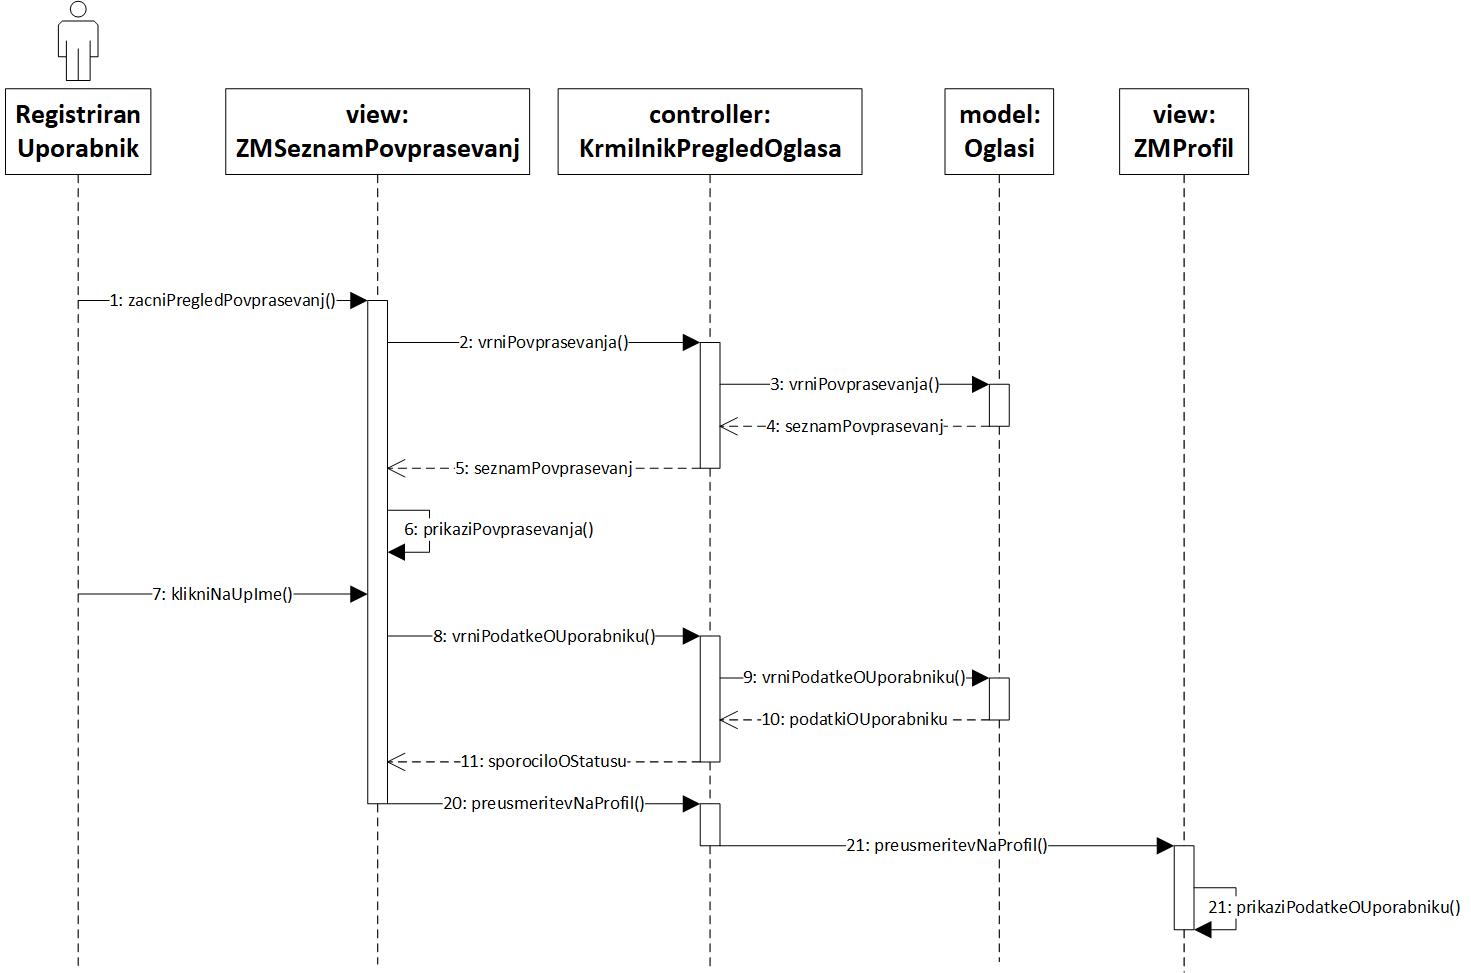 Registriran
Uporabnik
view:
ZMSeznamPovprasevanj
controller:
KrmilnikPregledOglasa
model:
Oglasi
view:
ZMProfil
1: zacniPregledPovprasevanj()
2: vrniPovprasevanja()
3: vrniPovprasevanja()
4: seznamPovprasevanj
5: seznamPovprasevanj
6: prikaziPovprasevanja()
7: klikniNaUpIme()
8: vrniPodatkeOUporabniku()
9: vrniPodatkeOUporabniku()
10: podatkiOUporabniku
11: sporociloOStatusu
20: preusmeritevNaProfil()
21: preusmeritevNaProfil()
21: prikaziPodatkeOUporabniku()